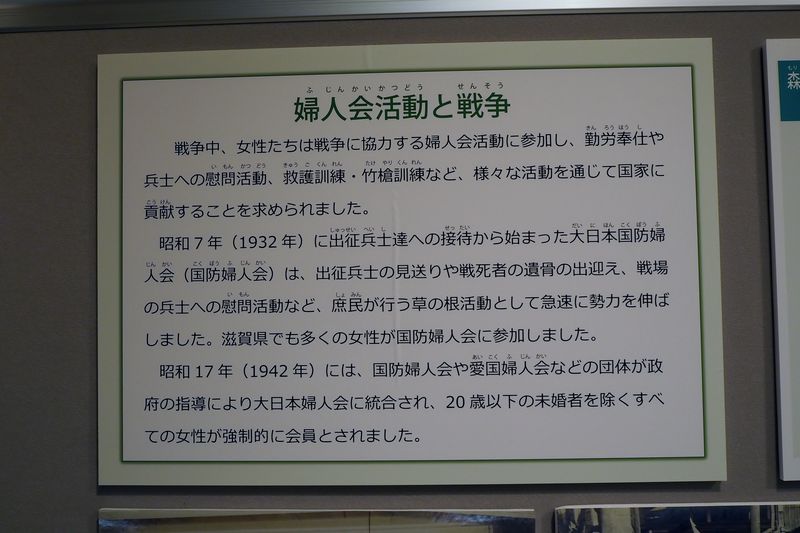 婦人会活動と戦争
戦争中、女性たちは戦争に協力する婦人会活動に参加し、勤労奉仕や
兵士への慰問活動、救護訓練・竹槍訓練など、様々な活動を通じて国家に
貢献することを求められました。
昭和7年（1932年）に出征兵士達への接待から始まった大日本国防婦
人会（国防婦人会）は、出征兵士の見送りや戦死者の遺骨の出迎え、戦場
の兵士への慰問活動など、庶民が行う草の根活動として急速に勢力を伸ば
しました。滋賀県でも多くの女性が国防婦人会に参加しました。
昭和17年（1942年）には、国防婦人会や愛国婦人会などの団体が政
府の指導により大日本婦人会に統合され、20歳以下の未婚者を除くすべ
ての女性が強制的に会員とされました。
森